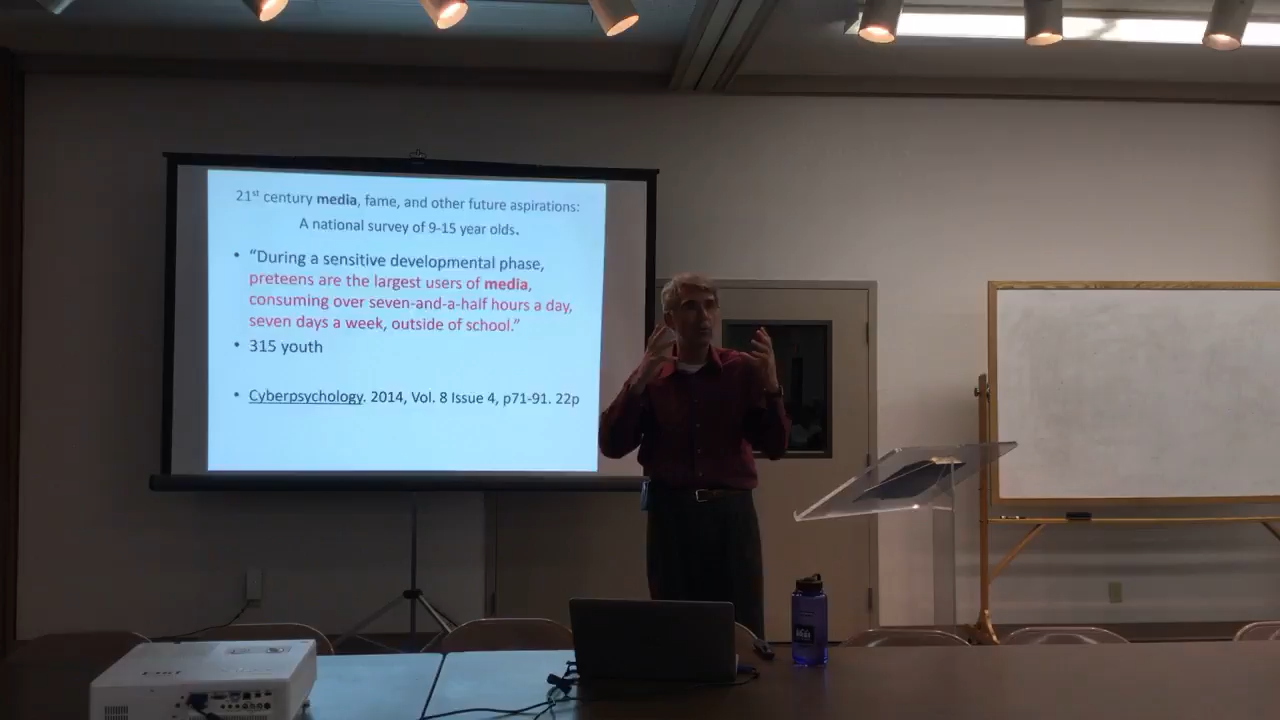 21st century media, fame, and other future aspirations:
A national survey of 9-15 year olds.
• “During a sensitive developmental phase,
preteens are the largest users of media,
consuming over seven-and-a-half hours a day,
seven days a week, outside of school.”
• 315 youth
• Cyberpsychology. 2014, Vol. 8 Issue 4, p71-91. 22p